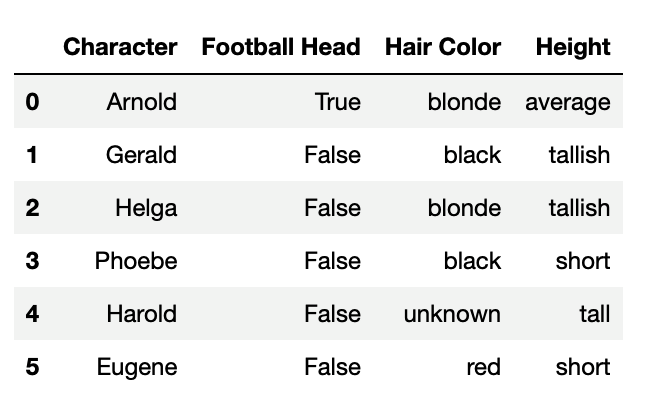 Character Football Head Hair Color Height
0 Arnold True blonde average
1 Gerald False black tallish
2 Helga False blonde tallish
3 Phoebe False black short
4 Harold False unknown tall
5 Eugene False red short